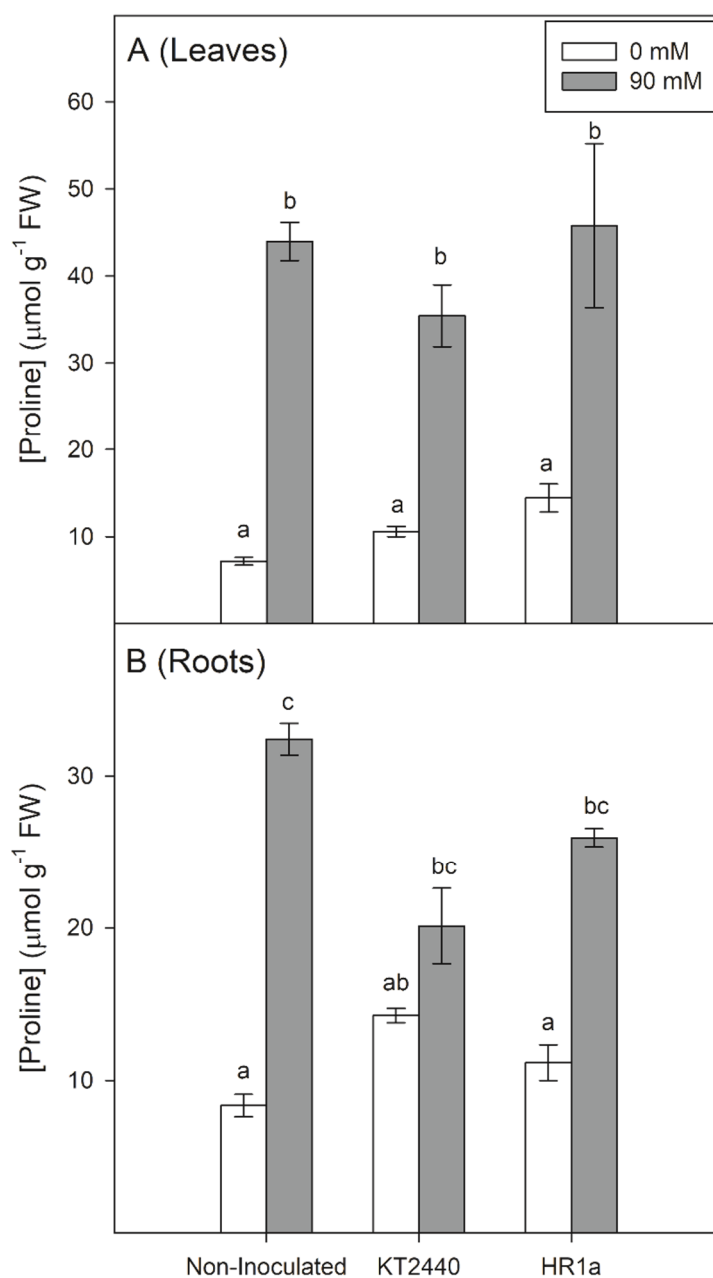 A (Leaves)
0 mM
90 mM
60
50
40
30
20
10
[Proline] (μmol g⁻¹ FW)
a
b
a
b
a
b
B (Roots)
30
20
10
[Proline] (μmol g⁻¹ FW)
a
c
ab
bc
a
bc
Non-Inoculated KT2440 HR1a